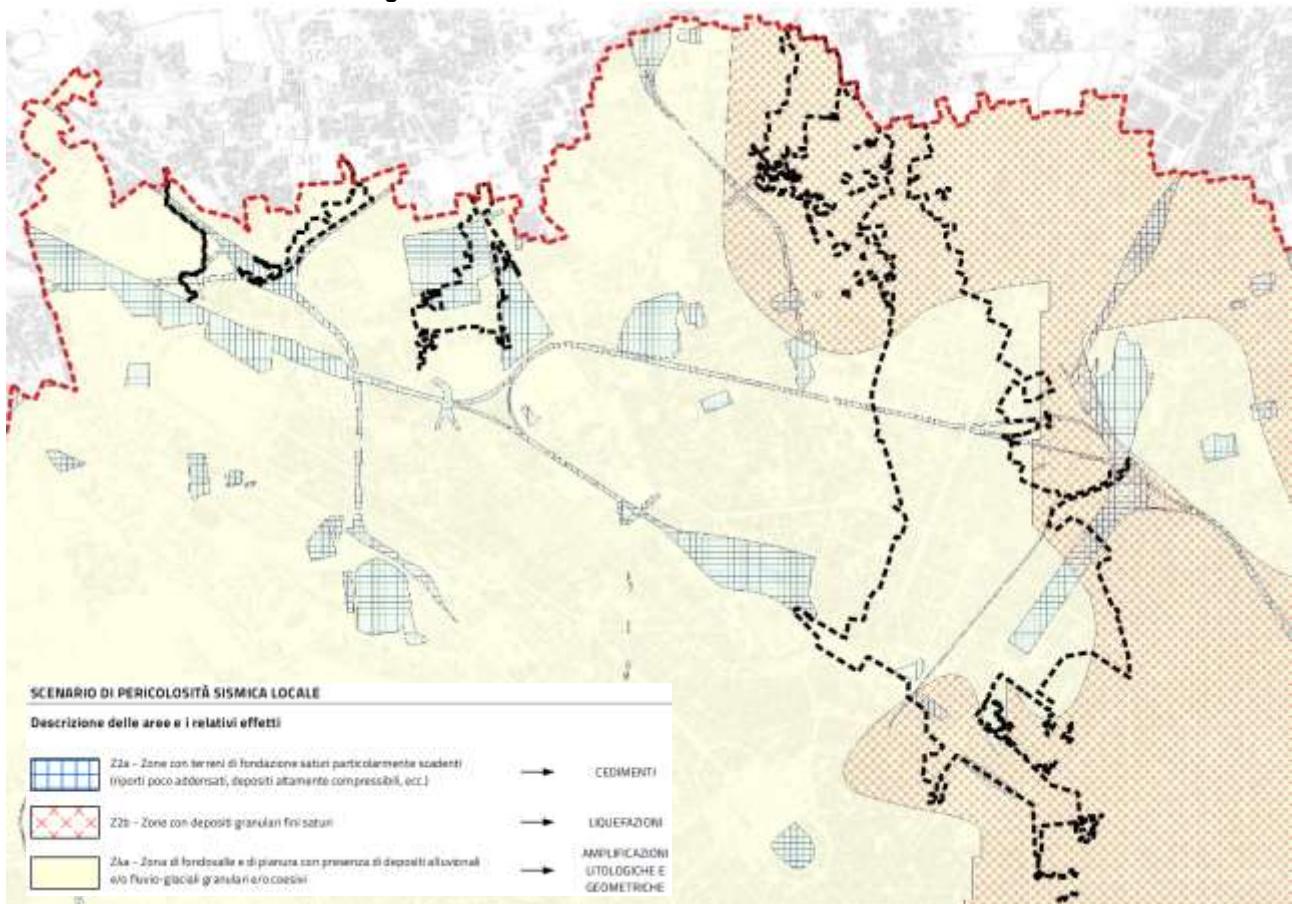 SCENARIO DI PERICOLOSITÀ SISMICA LOCALE
Descrizione delle aree e i relativi effetti
Z2a - Zone con terreni di fondazione saturi particolarmente scadenti
(riporti poco addensati, depositi altamente compressibili, ecc.)
CEDIMENTI
Z2b - Zone con depositi granulari fini saturi
LIQUEFAZIONI
Z4a - Zona di fondovalle e di pianura con presenza di depositi alluvionali
e/o fluvio-glaciali granulari e/o coesivi
AMPLIFICAZIONI
LITOLOGICHE E
GEOMETRICHE